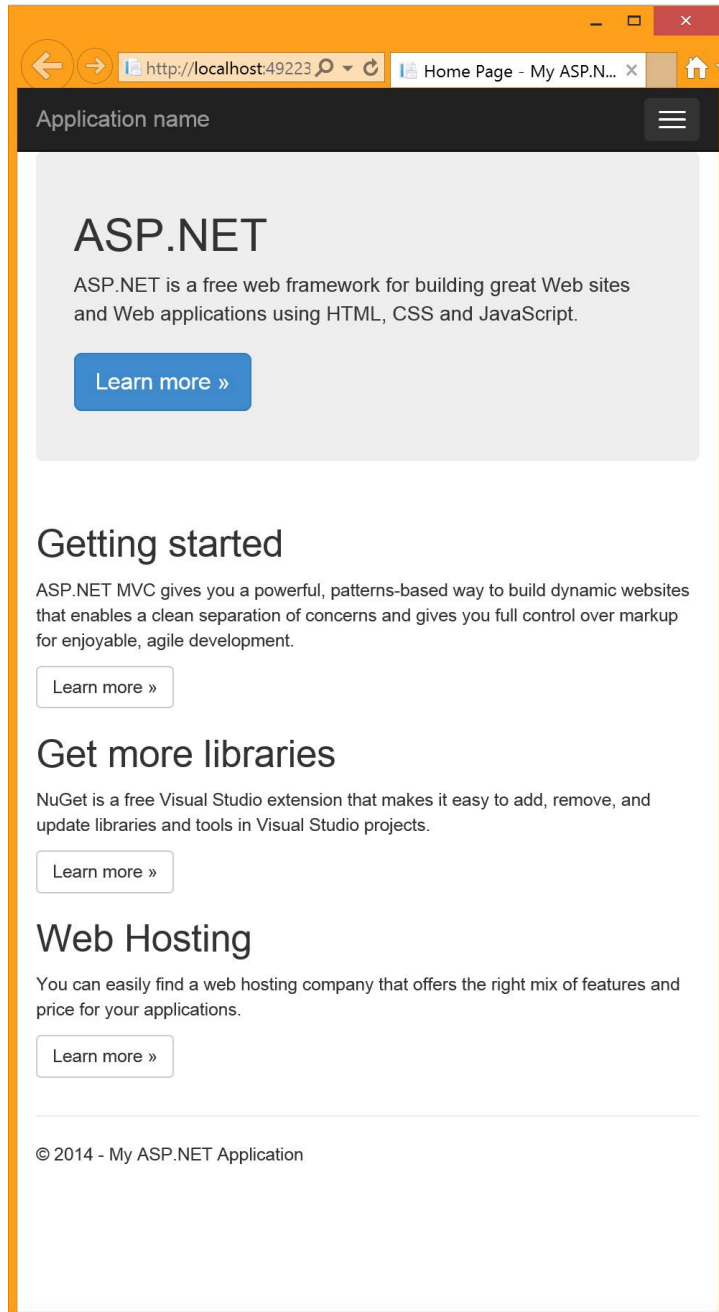 http://localhost:49223
Home Page - My ASP.N...
Application name
ASP.NET
ASP.NET is a free web framework for building great Web sites
and Web applications using HTML, CSS and JavaScript.
Learn more »
Getting started
ASP.NET MVC gives you a powerful, patterns-based way to build dynamic websites
that enables a clean separation of concerns and gives you full control over markup
for enjoyable, agile development.
Learn more »
Get more libraries
NuGet is a free Visual Studio extension that makes it easy to add, remove, and
update libraries and tools in Visual Studio projects.
Learn more »
Web Hosting
You can easily find a web hosting company that offers the right mix of features and
price for your applications.
Learn more »
© 2014 - My ASP.NET Application